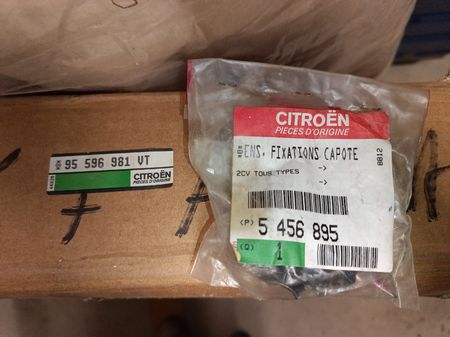 95 596 981 VT
CITROËN
PIECES D'ORIGINE
CITROËN
PIECES D'ORIGINE
ENS. FIXATIONS CAPOTE
8812
2CV TOUS TYPES ->
->
(P) 5 456 895
(Q) 1